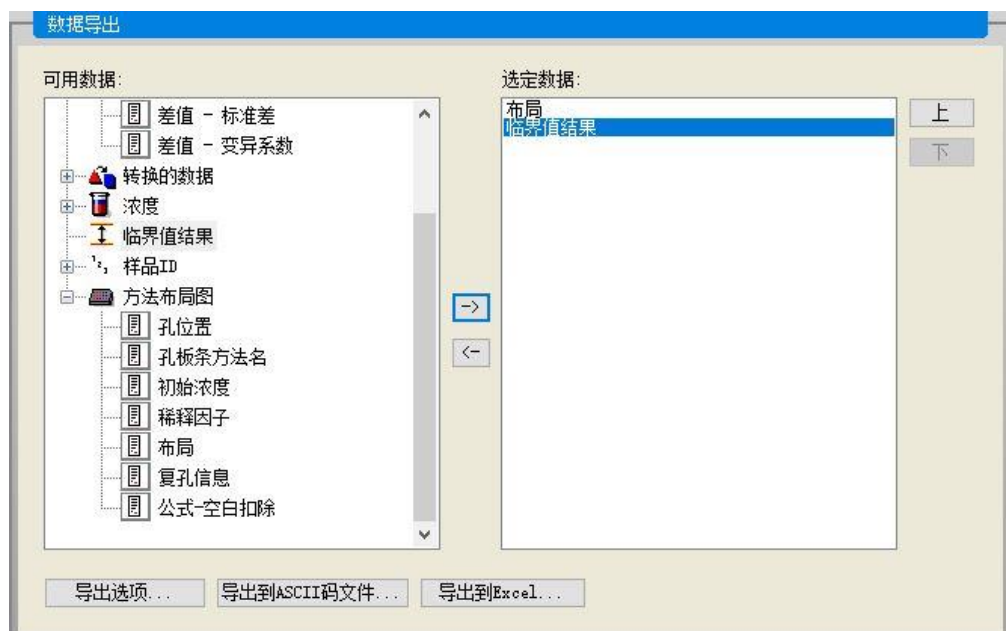 数据导出
可用数据:
差值 - 标准差
差值 - 变异系数
转换的数据
浓度
临界值结果
样品ID
方法布局图
孔位置
孔板条方法名
初始浓度
稀释因子
布局
复孔信息
公式-空白扣除
->
<-
选定数据:
布局
临界值结果
上
下
导出选项...
导出到ASCII码文件...
导出到Excel...